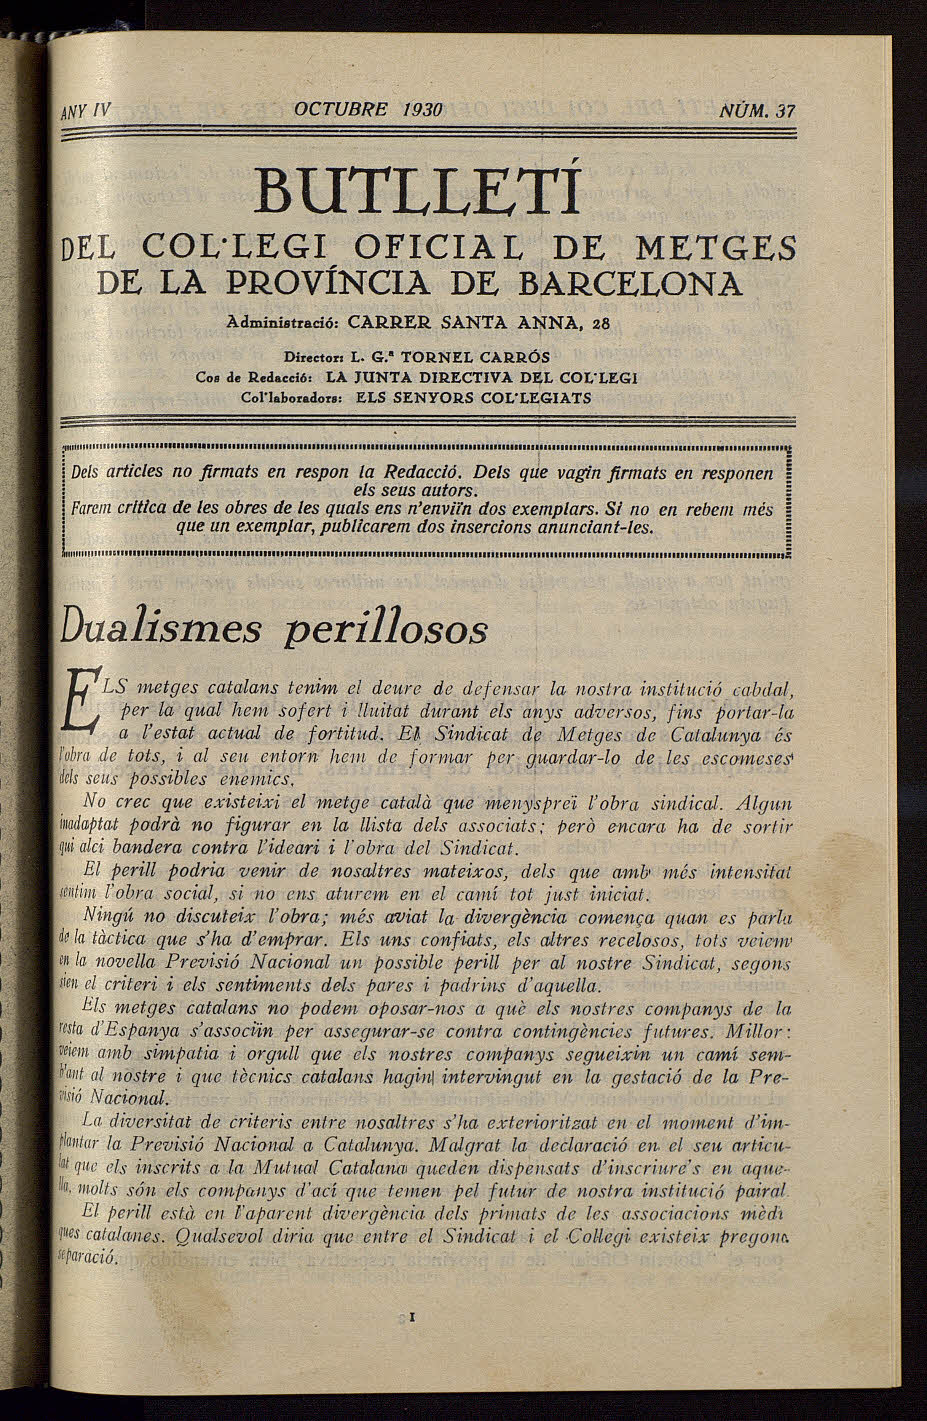 ANY IV OCTUBRE 1930 NÚM. 37
BUTLLETÍ
DEL COL·LEGI OFICIAL DE METGES
DE LA PROVÍNCIA DE BARCELONA
Administració: CARRER SANTA ANNA, 28
Director: L. G.ª TORNEL CARRÓS
Cos de Redacció: LA JUNTA DIRECTIVA DEL COL·LEGI
Col·laboradors: ELS SENYORS COL·LEGIATS
Dels articles no firmats en respon la Redacció. Dels que vagin firmats en responen
els seus autors.
Farem crítica de les obres de les quals ens n'enviïn dos exemplars. Si no en rebem més
que un exemplar, publicarem dos insercions anunciant-les.
Dualismes perillosos
ELS metges catalans tenim el deure de defensar la nostra institució cabdal,
per la qual hem sofert i lluitat durant els anys adversos, fins portar-la
a l'estat actual de fortitud. El Sindicat de Metges de Catalunya és
l'obra de tots, i al seu entorn hem de formar per guardar-lo de les escomeses
dels seus possibles enemics.
No crec que existeixi el metge català que menyspreï l'obra sindical. Algun
inadaptat podrà no figurar en la llista dels associats; però encara ha de sortir
qui alci bandera contra l'ideari i l'obra del Sindicat.
El perill podria venir de nosaltres mateixos, dels que amb més intensitat
sentim l'obra social, si no ens aturem en el camí tot just iniciat.
Ningú no discuteix l'obra; més aviat la divergència comença quan es parla
de la tàctica que s'ha d'emprar. Els uns confiats, els altres recelosos, tots veiem
en la novella Previsió Nacional un possible perill per al nostre Sindicat, segons
sien el criteri i els sentiments dels pares i padrins d'aquella.
Els metges catalans no podem oposar-nos a què els nostres companys de la
resta d'Espanya s'associïn per assegurar-se contra contingències futures. Millor:
veiem amb simpatia i orgull que els nostres companys segueixin un camí sem-
blant al nostre i que tècnics catalans hagin intervingut en la gestació de la Pre-
visió Nacional.
La diversitat de criteris entre nosaltres s'ha exterioritzat en el moment d'im-
plantar la Previsió Nacional a Catalunya. Malgrat la declaració en el seu articu-
lat que els inscrits a la Mutual Catalana queden dispensats d'inscriure's en aque-
lla, molts són els companys d'ací que temen pel futur de nostra institució pairal.
El perill està en l'aparent divergència dels primats de les associacions mèdi
ques catalanes. Qualsevol diria que entre el Sindicat i el Col·legi existeix pregona
separació.
1